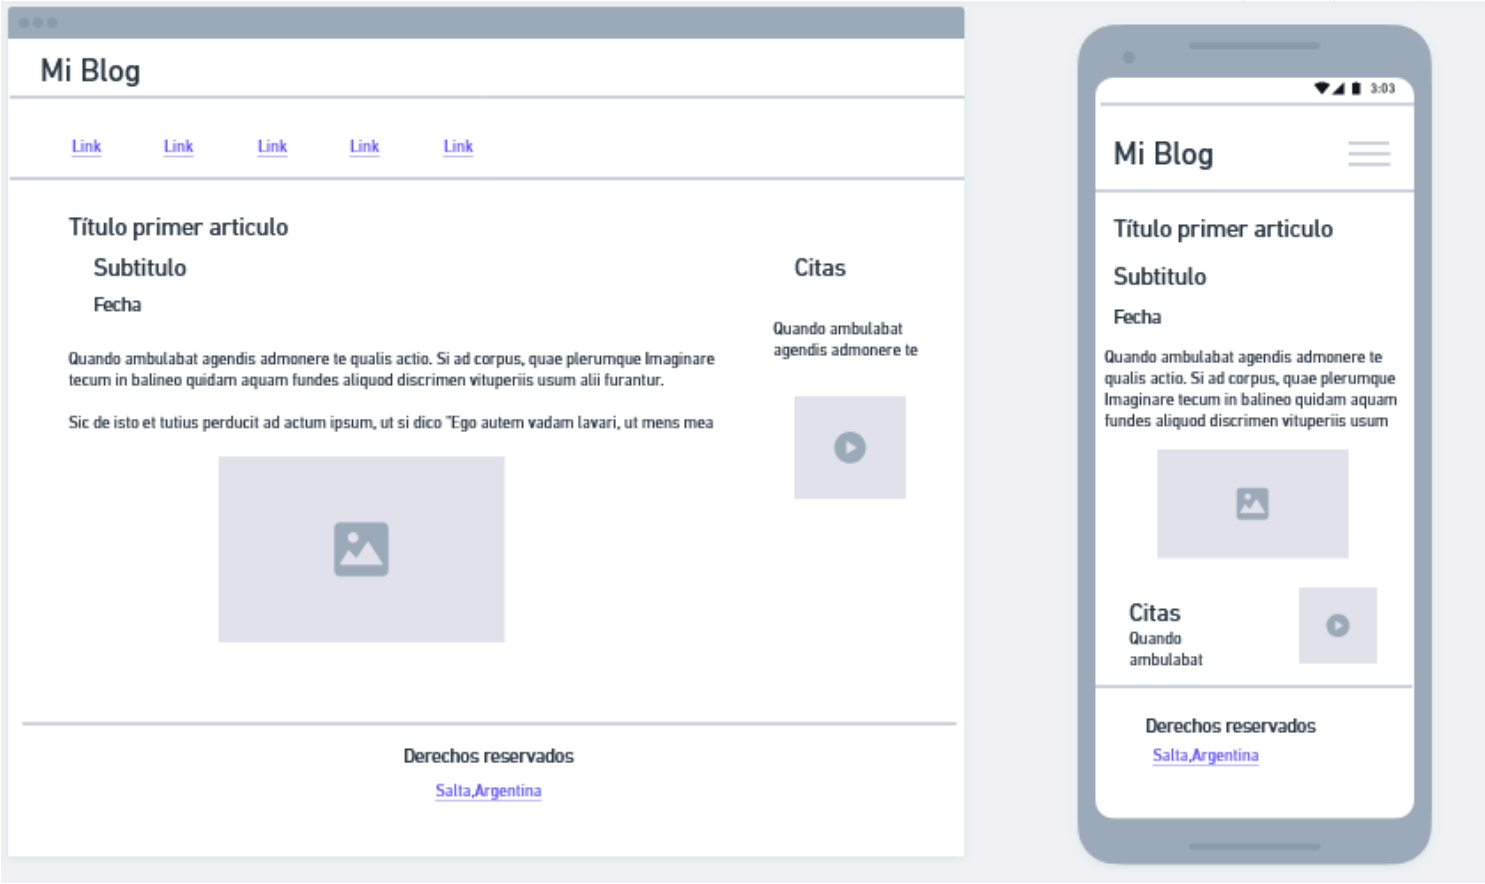 Mi Blog
Link Link Link Link Link
Título primer articulo
Subtitulo
Fecha
Quando ambulabat agendis admonere te qualis actio. Si ad corpus, quae plerumque Imaginare
tecum in balineo quidam aquam fundes aliquod discrimen vituperiis usum alii furantur.
Sic de isto et tutius perducit ad actum ipsum, ut si dico "Ego autem vadam lavari, ut mens mea
Citas
Quando ambulabat
agendis admonere te
Derechos reservados
Salta,Argentina
3:03
Mi Blog
Título primer articulo
Subtitulo
Fecha
Quando ambulabat agendis admonere te
qualis actio. Si ad corpus, quae plerumque
Imaginare tecum in balineo quidam aquam
fundes aliquod discrimen vituperiis usum
Citas
Quando
ambulabat
Derechos reservados
Salta,Argentina